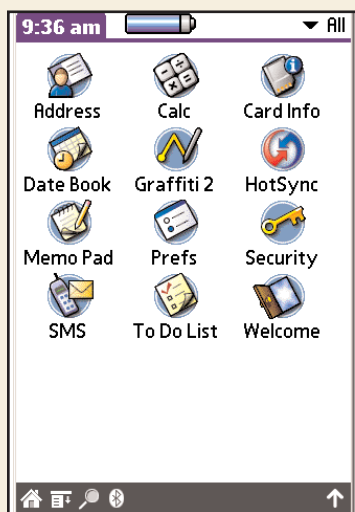 9:36 am All
Address Calc Card Info
Date Book Graffiti 2 HotSync
Memo Pad Prefs Security
SMS To Do List Welcome